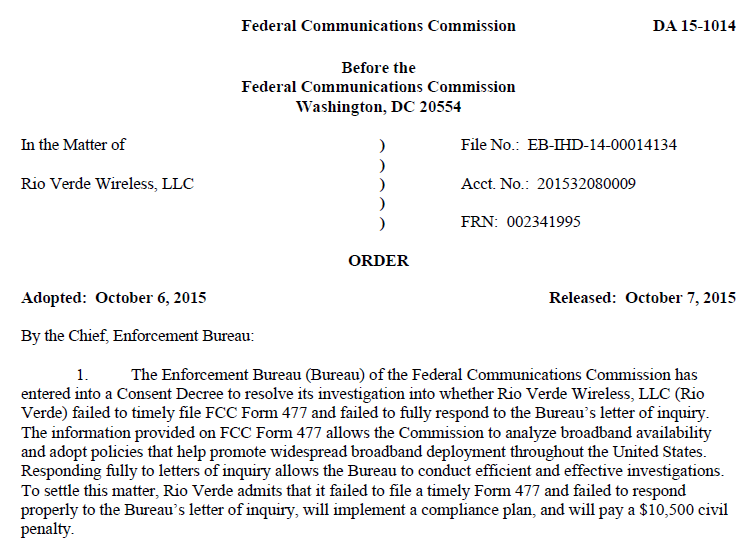 Federal Communications Commission DA 15-1014
Before the
Federal Communications Commission
Washington, DC 20554
In the Matter of ) File No.: EB-IHD-14-00014134
)
Rio Verde Wireless, LLC ) Acct. No.: 201532080009
)
) FRN: 002341995
ORDER
Adopted: October 6, 2015 Released: October 7, 2015
By the Chief, Enforcement Bureau:
1. The Enforcement Bureau (Bureau) of the Federal Communications Commission has
entered into a Consent Decree to resolve its investigation into whether Rio Verde Wireless, LLC (Rio
Verde) failed to timely file FCC Form 477 and failed to fully respond to the Bureau’s letter of inquiry.
The information provided on FCC Form 477 allows the Commission to analyze broadband availability
and adopt policies that help promote widespread broadband deployment throughout the United States.
Responding fully to letters of inquiry allows the Bureau to conduct efficient and effective investigations.
To settle this matter, Rio Verde admits that it failed to file a timely Form 477 and failed to respond
properly to the Bureau’s letter of inquiry, will implement a compliance plan, and will pay a $10,500 civil
penalty.